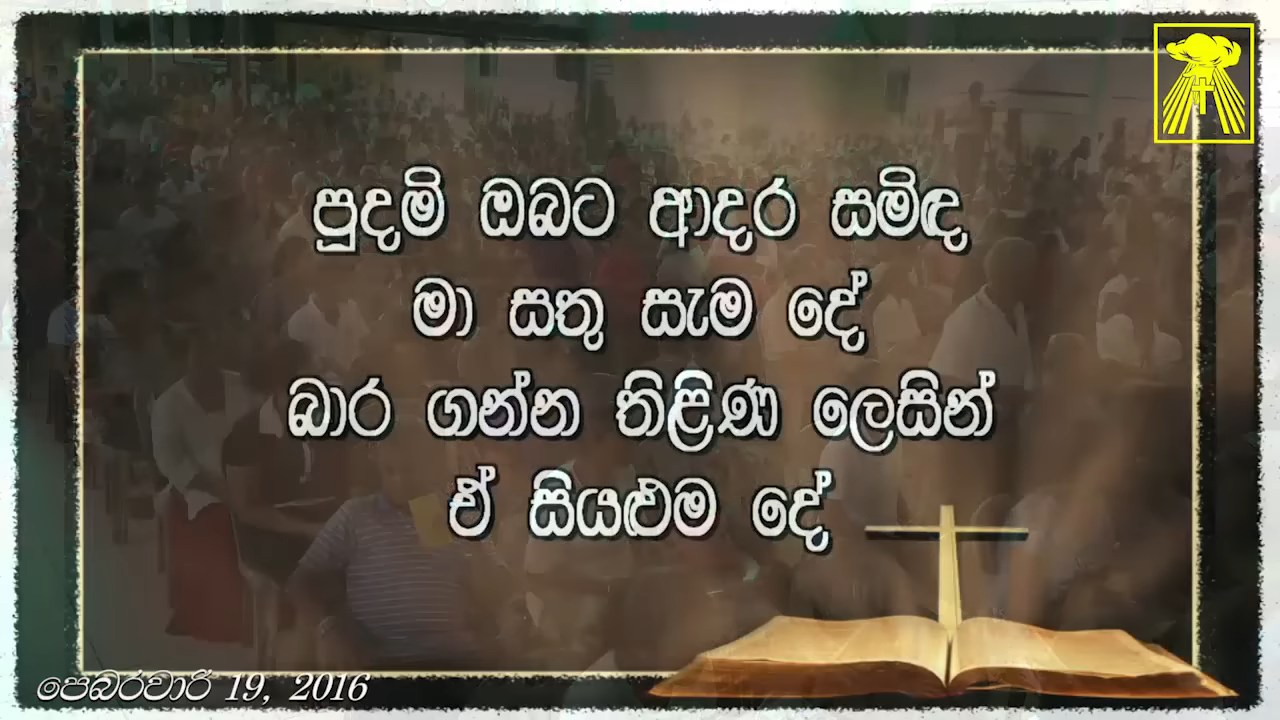 පුදමි ඔබට ආදර සමිඳ
මා සතු සැම දේ
බාර ගන්න තිළිණ ලෙසින්
ඒ සියළුම දේ
පෙබරවාරි 19, 2016